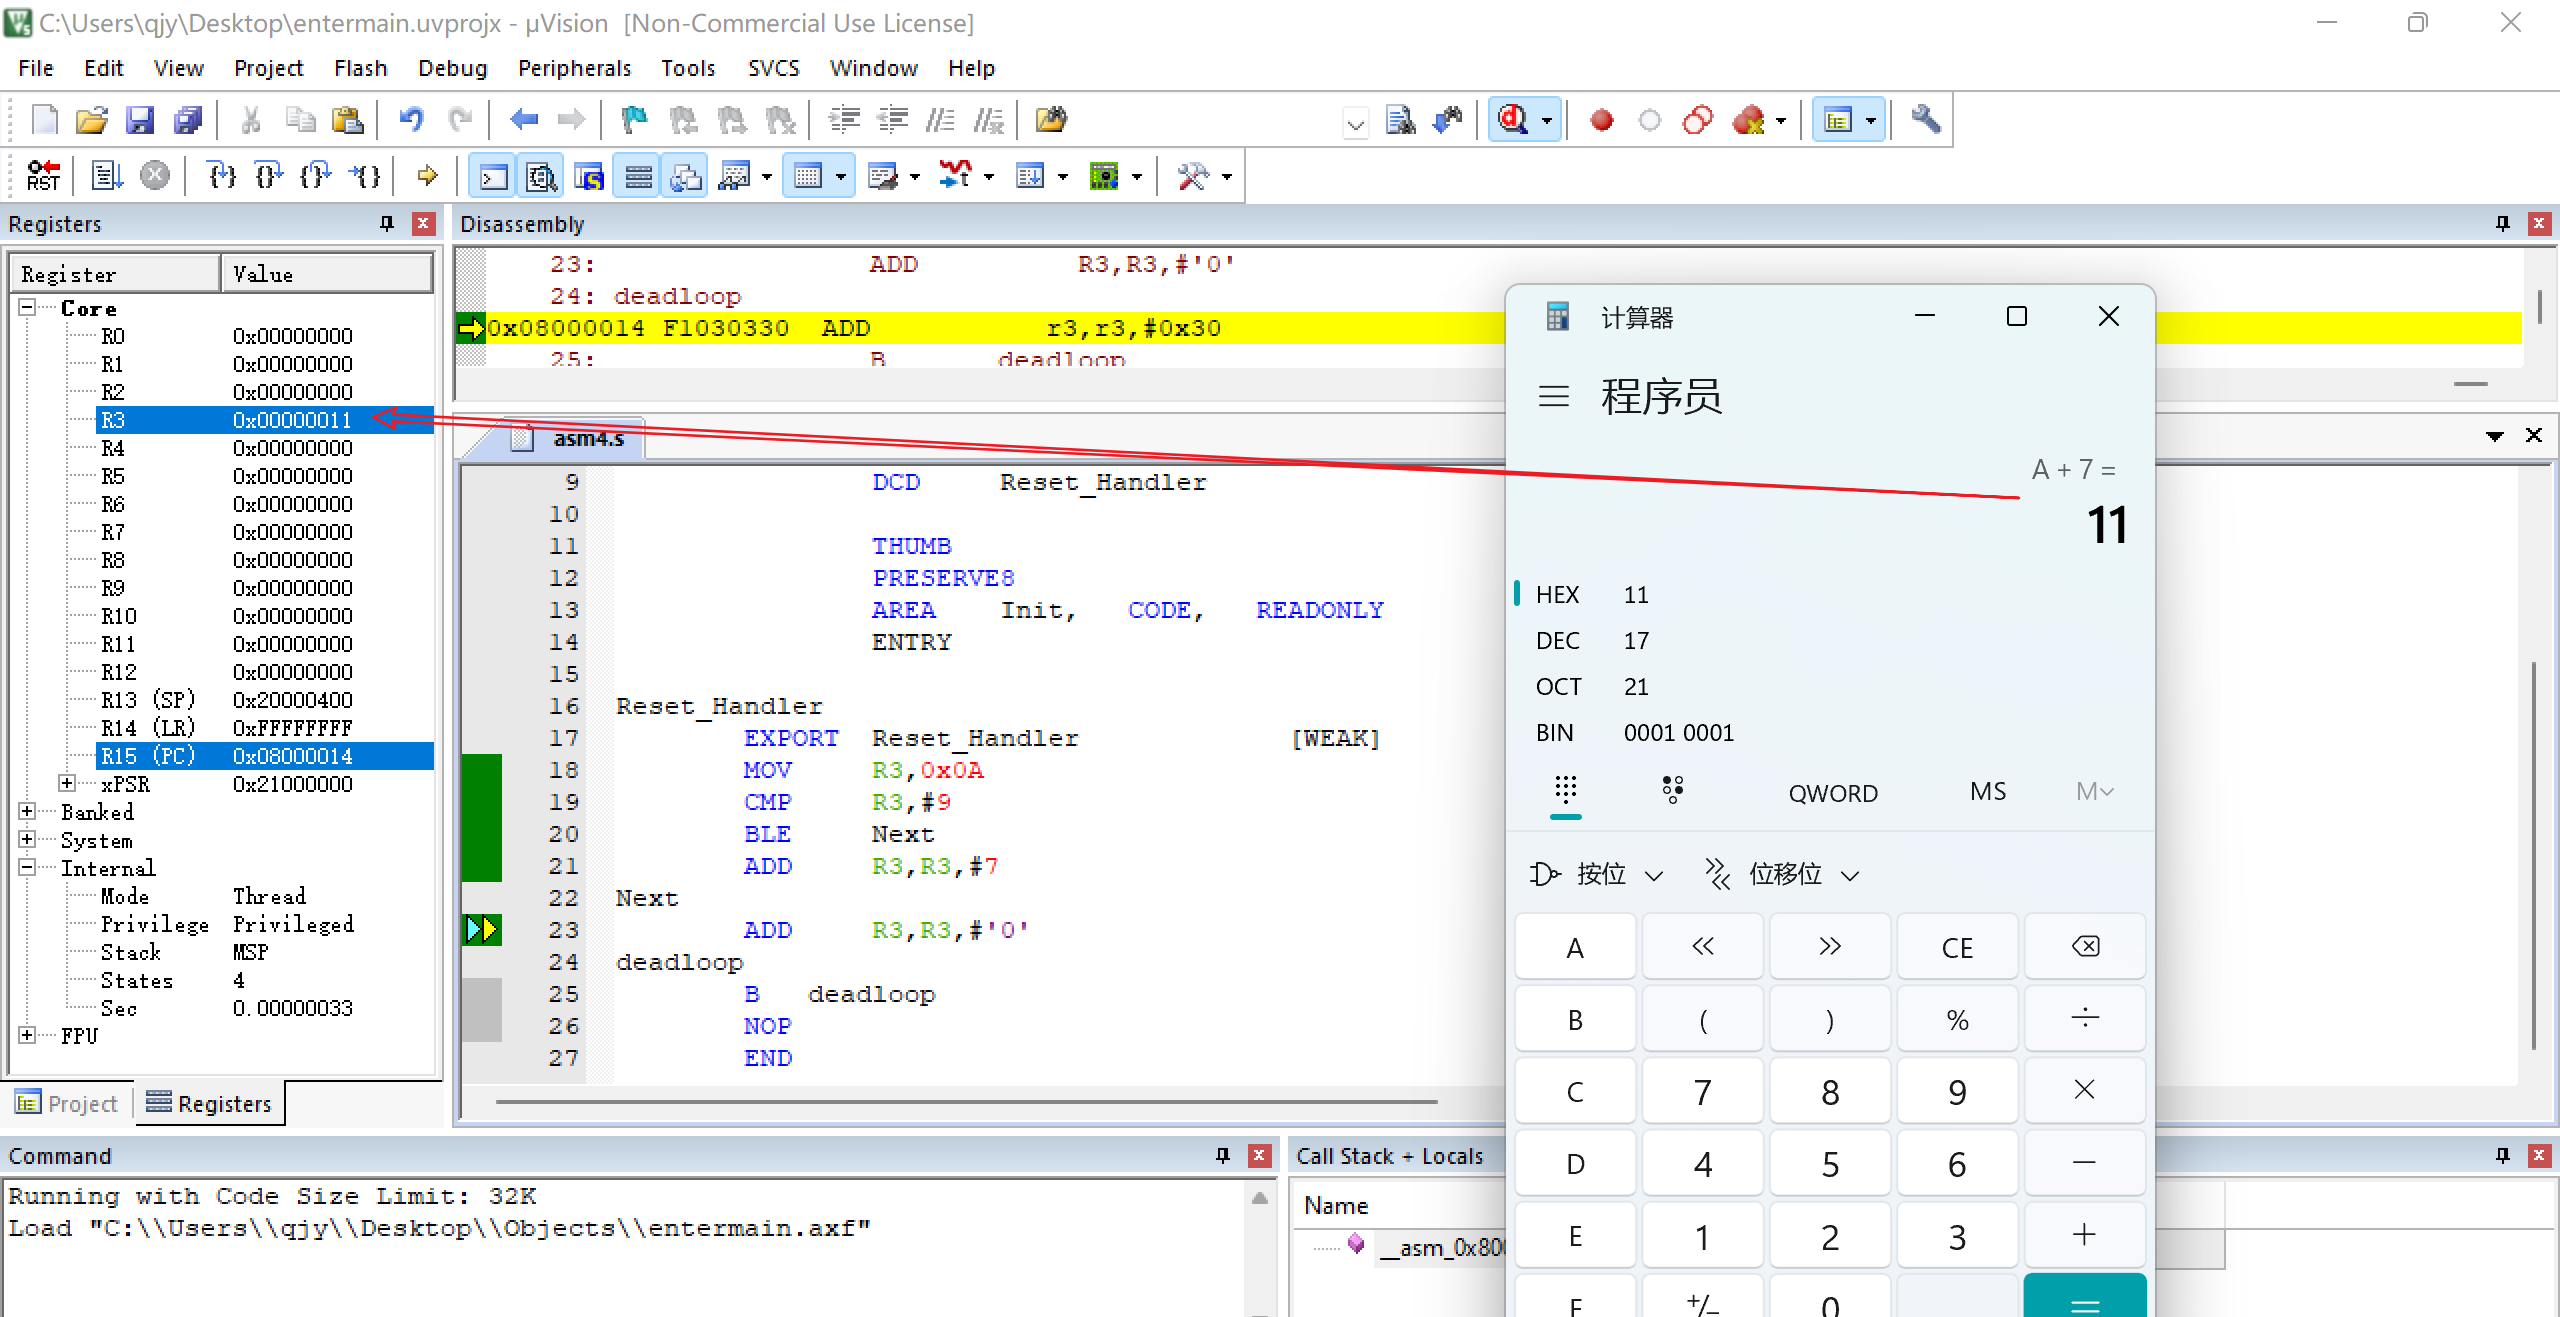 C:\Users\qjy\Desktop\entermain.uvprojx - µVision [Non-Commercial Use License]
File Edit View Project Flash Debug Peripherals Tools SVCS Window Help
RST
Registers
Register Value
Core
R0 0x00000000
R1 0x00000000
R2 0x00000000
R3 0x00000011
R4 0x00000000
R5 0x00000000
R6 0x00000000
R7 0x00000000
R8 0x00000000
R9 0x00000000
R10 0x00000000
R11 0x00000000
R12 0x00000000
R13 (SP) 0x20000400
R14 (LR) 0xFFFFFFFF
R15 (PC) 0x08000014
xPSR 0x21000000
Banked
System
Internal
Mode Thread
Privilege Privileged
Stack MSP
States 4
Sec 0.00000033
FPU
Project Registers
Disassembly
23: ADD R3,R3,#'0'
24: deadloop
0x08000014 F1030330 ADD r3,r3,#0x30
25: B deadloop
asm4.s
9 DCD Reset_Handler
10
11 THUMB
12 PRESERVE8
13 AREA Init, CODE, READONLY
14 ENTRY
15
16 Reset_Handler
17 EXPORT Reset_Handler [WEAK]
18 MOV R3,0x0A
19 CMP R3,#9
20 BLE Next
21 ADD R3,R3,#7
22 Next
23 ADD R3,R3,#'0'
24 deadloop
25 B deadloop
26 NOP
27 END
计算器
程序员
A + 7 =
11
HEX 11
DEC 17
OCT 21
BIN 0001 0001
QWORD MS M
按位 位移位
A << >> CE
B ( ) % ÷
C 7 8 9 ×
D 4 5 6 −
E 1 2 3 +
F +/− 0 =
Command
Running with Code Size Limit: 32K
Load "C:\\Users\\qjy\\Desktop\\Objects\\entermain.axf"
Call Stack + Locals
Name
__asm_0x800